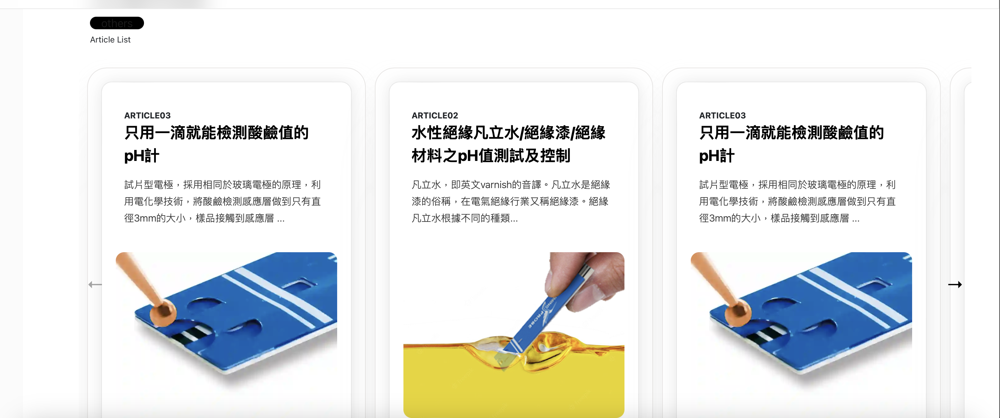 others
Article List
ARTICLE03
只用一滴就能檢測酸鹼值的
pH計
試片型電極，採用相同於玻璃電極的原理，利
用電化學技術，將酸鹼檢測感應層做到只有直
徑3mm的大小，樣品接觸到感應層 ...
ARTICLE02
水性絕緣凡立水/絕緣漆/絕緣
材料之pH值測試及控制
凡立水，即英文varnish的音譯。凡立水是絕緣
漆的俗稱，在電氣絕緣行業又稱絕緣漆。絕緣
凡立水根據不同的種類...
PROBE
ARTICLE03
只用一滴就能檢測酸鹼值的
pH計
試片型電極，採用相同於玻璃電極的原理，利
用電化學技術，將酸鹼檢測感應層做到只有直
徑3mm的大小，樣品接觸到感應層 ...